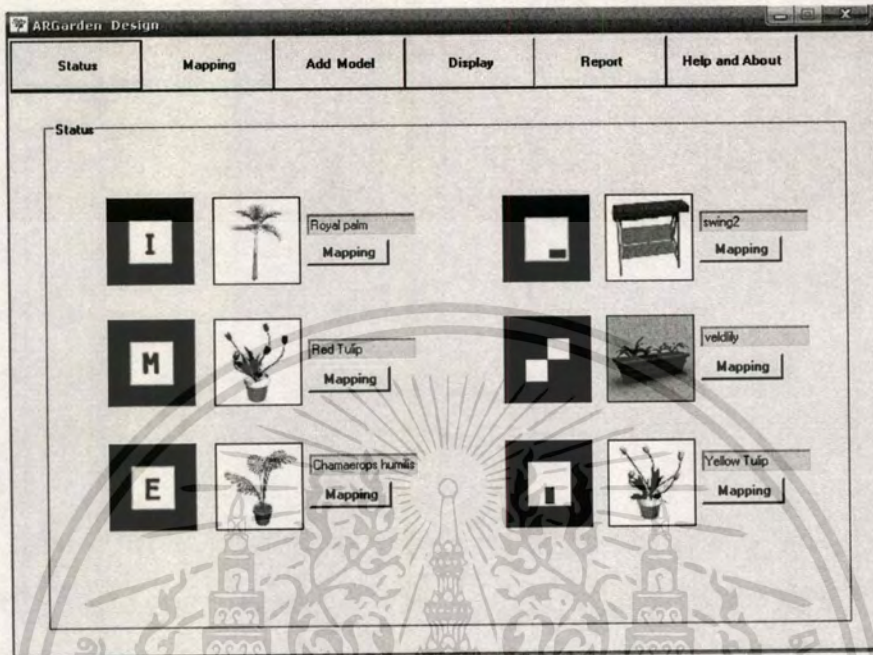 ARGarden Design
Status Mapping Add Model Display Report Help and About
Status
I
Royal palm
Mapping
swing2
Mapping
M
Red Tulip
Mapping
veldlily
Mapping
E
Chamaerops humilis
Mapping
Yellow Tulip
Mapping